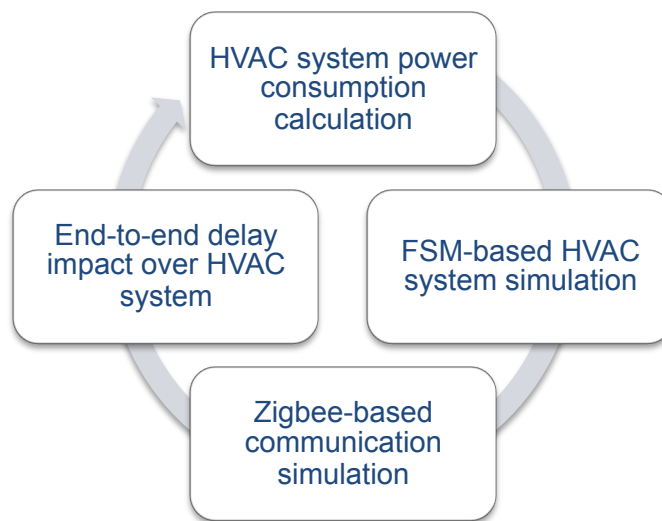 HVAC system power
consumption
calculation
End-to-end delay
impact over HVAC
system
FSM-based HVAC
system simulation
Zigbee-based
communication
simulation